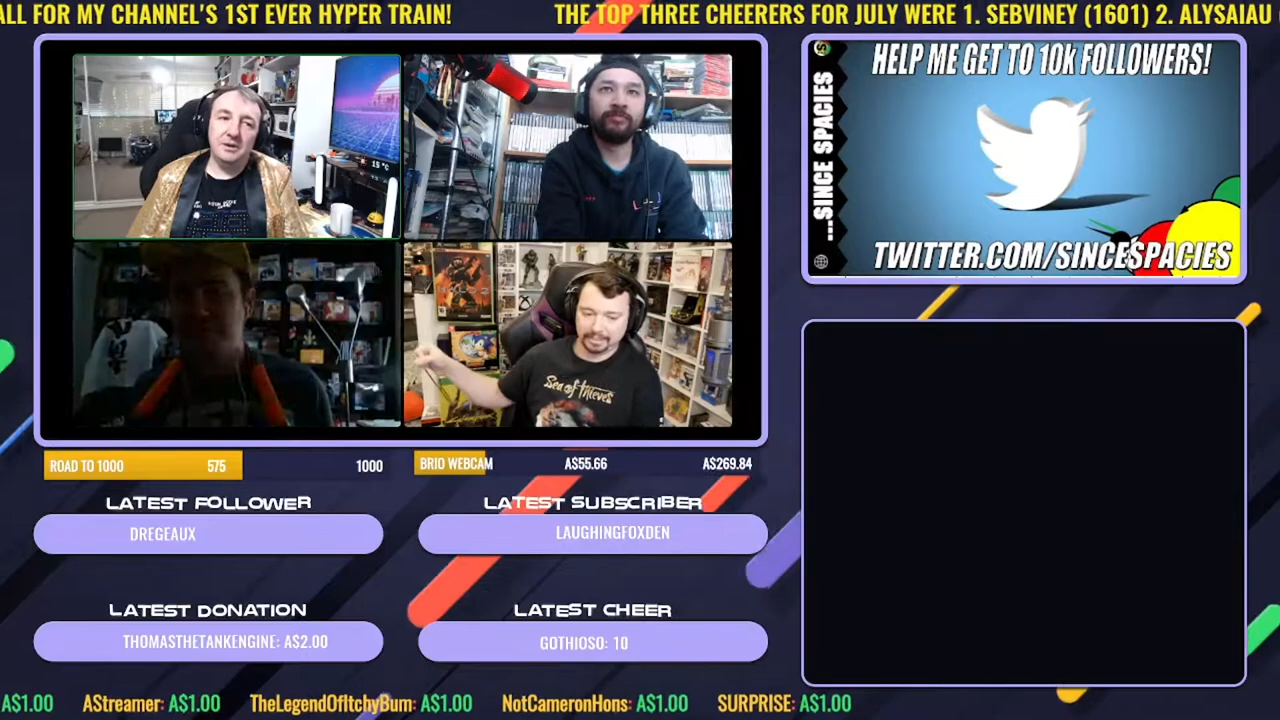 ALL FOR MY CHANNEL'S 1ST EVER HYPER TRAIN!
THE TOP THREE CHEERERS FOR JULY WERE 1. SEBVINEY (1601) 2. ALYSAIAU
...SINCE SPACIES
HELP ME GET TO 10K FOLLOWERS!
TWITTER.COM/SINCESPACIES
15°C
Sea of Thieves
ROAD TO 1000
575
1000
BRIO WEBCAM
A$55.66
A$269.84
LATEST FOLLOWER
DREGEAUX
LATEST SUBSCRIBER
LAUGHINGFOXDEN
LATEST DONATION
THOMASTHETANKENGINE: A$2.00
LATEST CHEER
GOTHIOSO: 10
A$1.00
AStreamer: A$1.00
TheLegendOfItchyBum: A$1.00
NotCameronHons: A$1.00
SURPRISE: A$1.00